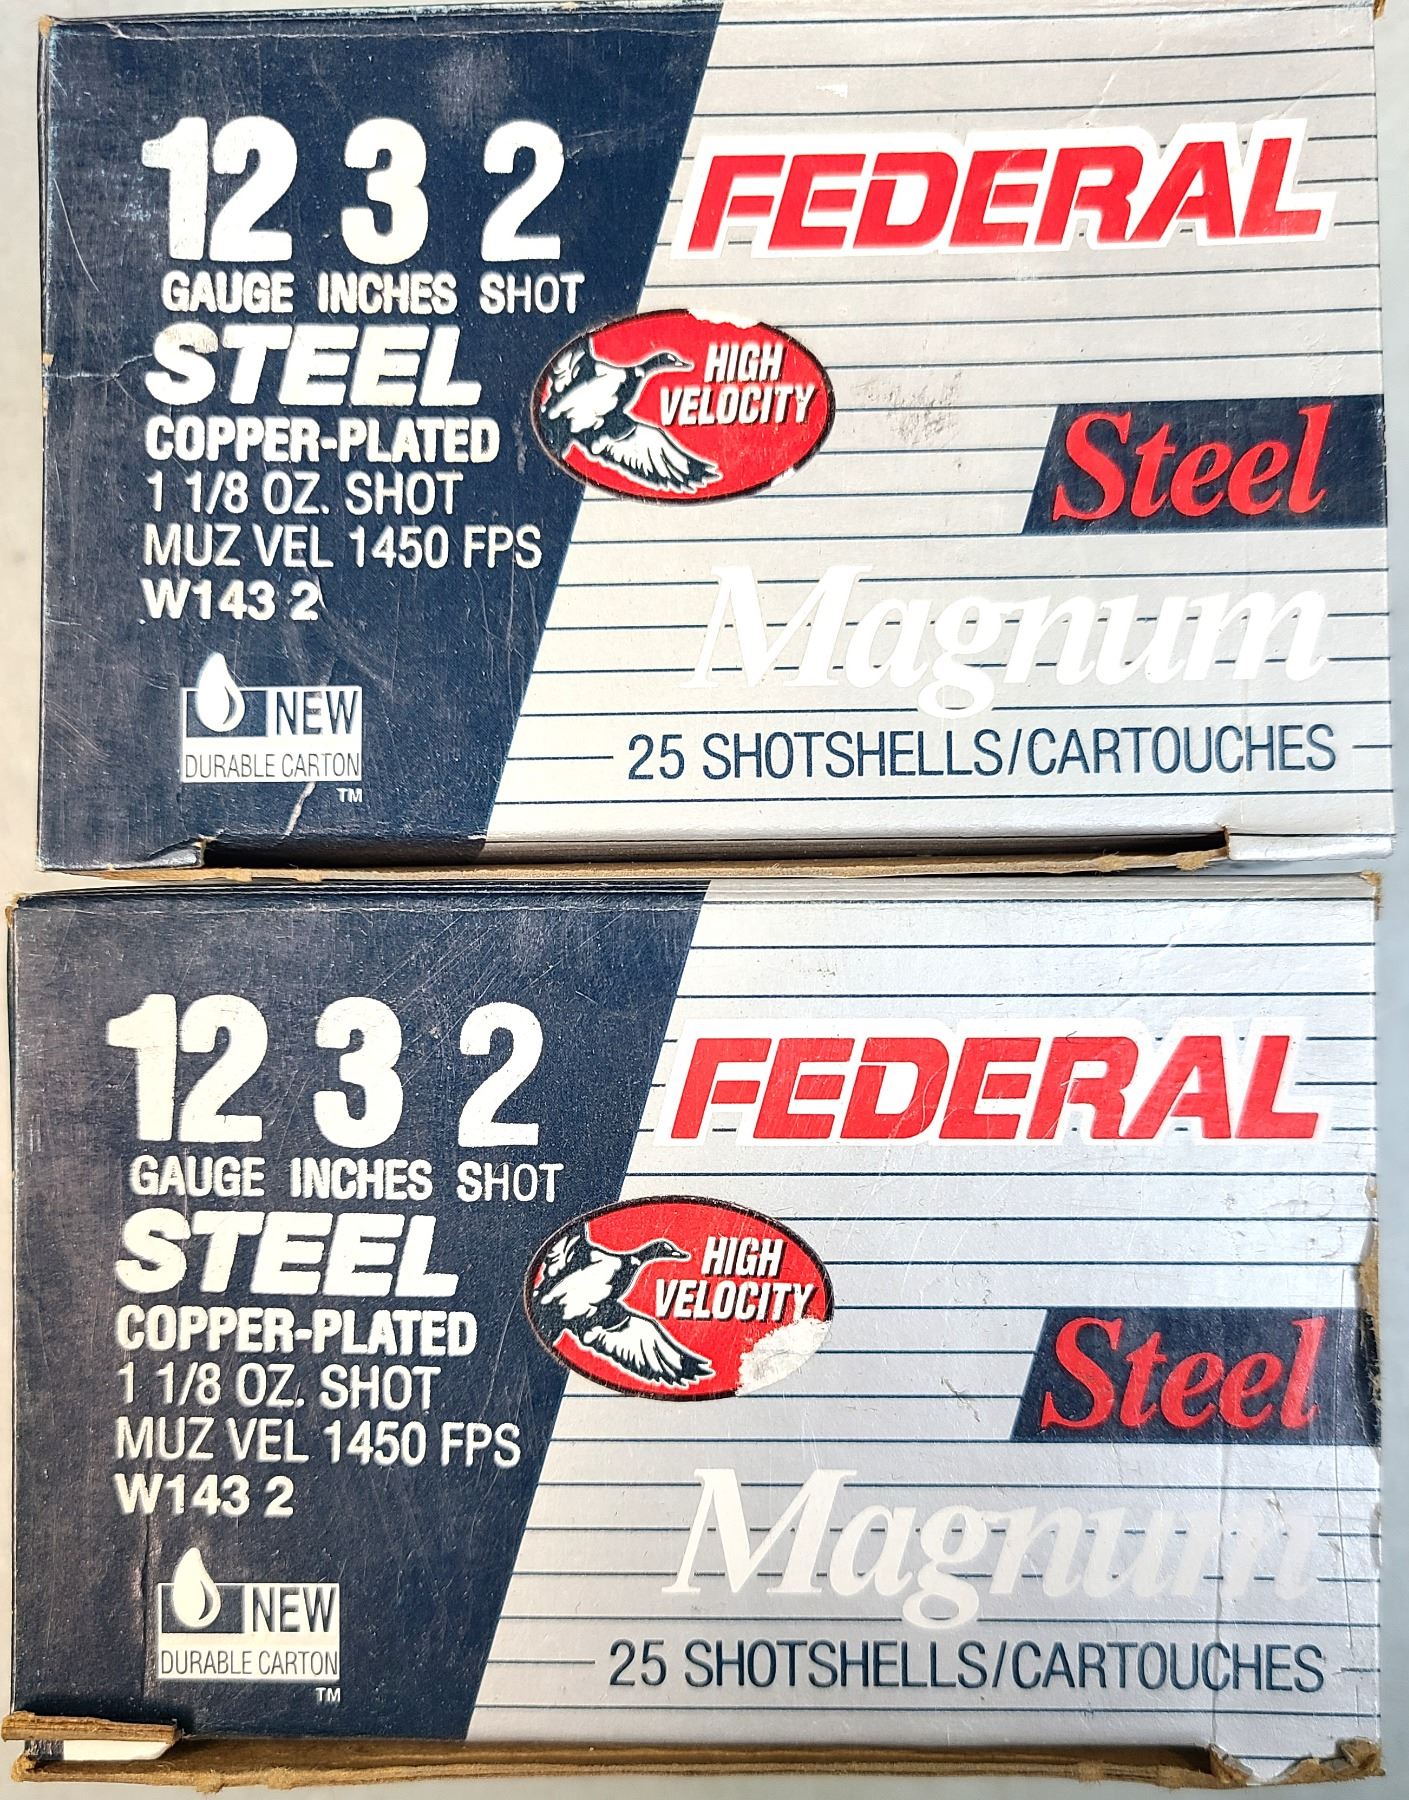 12 3 2
GAUGE INCHES SHOT
STEEL
COPPER-PLATED
1 1/8 OZ. SHOT
MUZ VEL 1450 FPS
W143 2
NEW
DURABLE CARTON
TM
FEDERAL
HIGH
VELOCITY
Steel
Magnum
25 SHOTSHELLS/CARTOUCHES
12 3 2
GAUGE INCHES SHOT
STEEL
COPPER-PLATED
1 1/8 OZ. SHOT
MUZ VEL 1450 FPS
W143 2
NEW
DURABLE CARTON
TM
FEDERAL
HIGH
VELOCITY
Steel
Magnum
25 SHOTSHELLS/CARTOUCHES